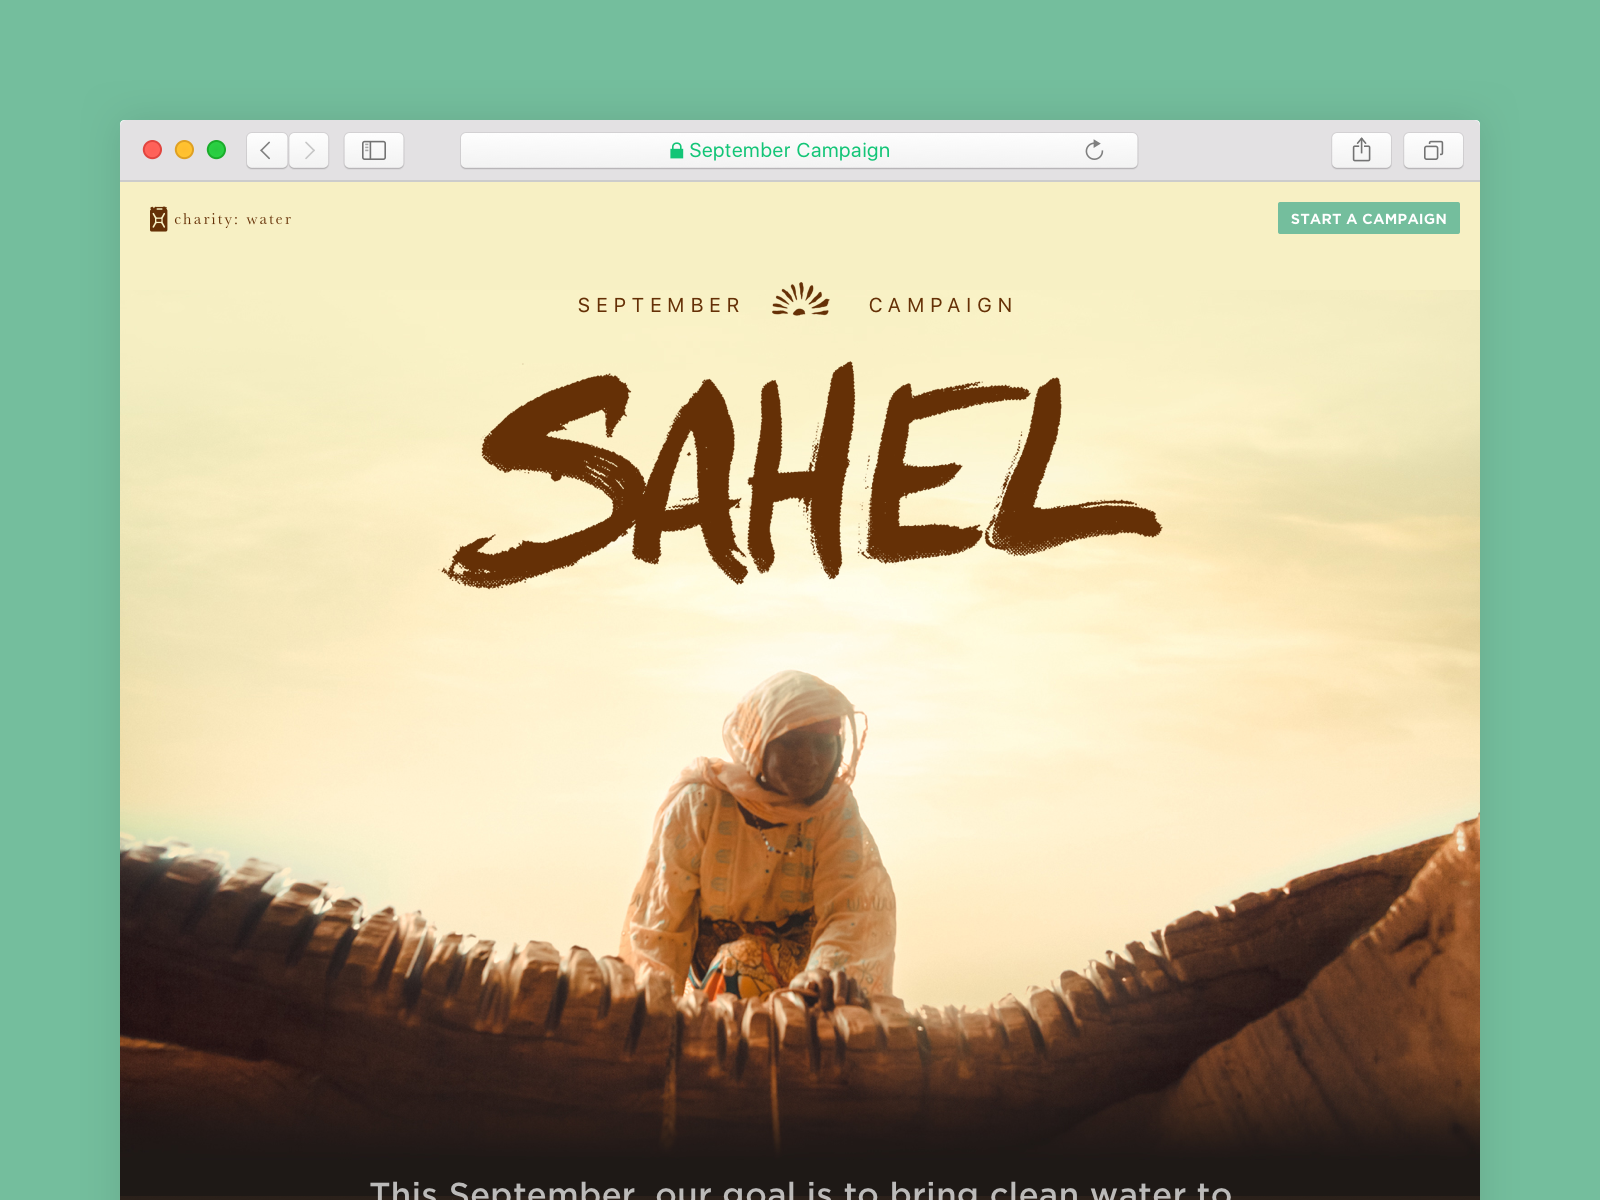 September Campaign
charity: water
START A CAMPAIGN
SEPTEMBER CAMPAIGN
SAHEL
This September, our goal is to bring clean water to